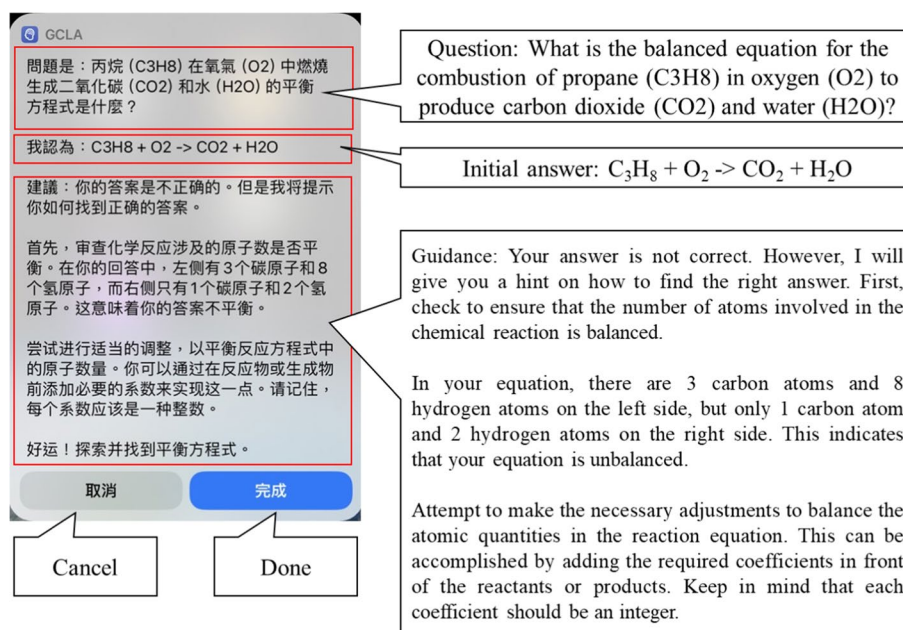 GCLA
問題是：丙烷 (C3H8) 在氧氣 (O2) 中燃燒
生成二氧化碳 (CO2) 和水 (H2O) 的平衡
方程式是什麼？
我認為：C3H8 + O2 -> CO2 + H2O
建議：你的答案是不正确的。但是我将提示
你如何找到正确的答案。
首先，审查化学反应涉及的原子数是否平
衡。在你的回答中，左侧有3个碳原子和8
个氢原子，而右侧只有1个碳原子和2个氢
原子。这意味着你的答案不平衡。
尝试进行适当的调整，以平衡反应方程式中
的原子数量。你可以通过在反应物或生成物
前添加必要的系数来实现这一点。请记住，
每个系数应该是一种整数。
好运！探索并找到平衡方程式。
取消
完成
Cancel
Done
Question: What is the balanced equation for the
combustion of propane (C3H8) in oxygen (O2) to
produce carbon dioxide (CO2) and water (H2O)?
Initial answer: C₃H₈ + O₂ -> CO₂ + H₂O
Guidance: Your answer is not correct. However, I will
give you a hint on how to find the right answer. First,
check to ensure that the number of atoms involved in the
chemical reaction is balanced.
In your equation, there are 3 carbon atoms and 8
hydrogen atoms on the left side, but only 1 carbon atom
and 2 hydrogen atoms on the right side. This indicates
that your equation is unbalanced.
Attempt to make the necessary adjustments to balance the
atomic quantities in the reaction equation. This can be
accomplished by adding the required coefficients in front
of the reactants or products. Keep in mind that each
coefficient should be an integer.